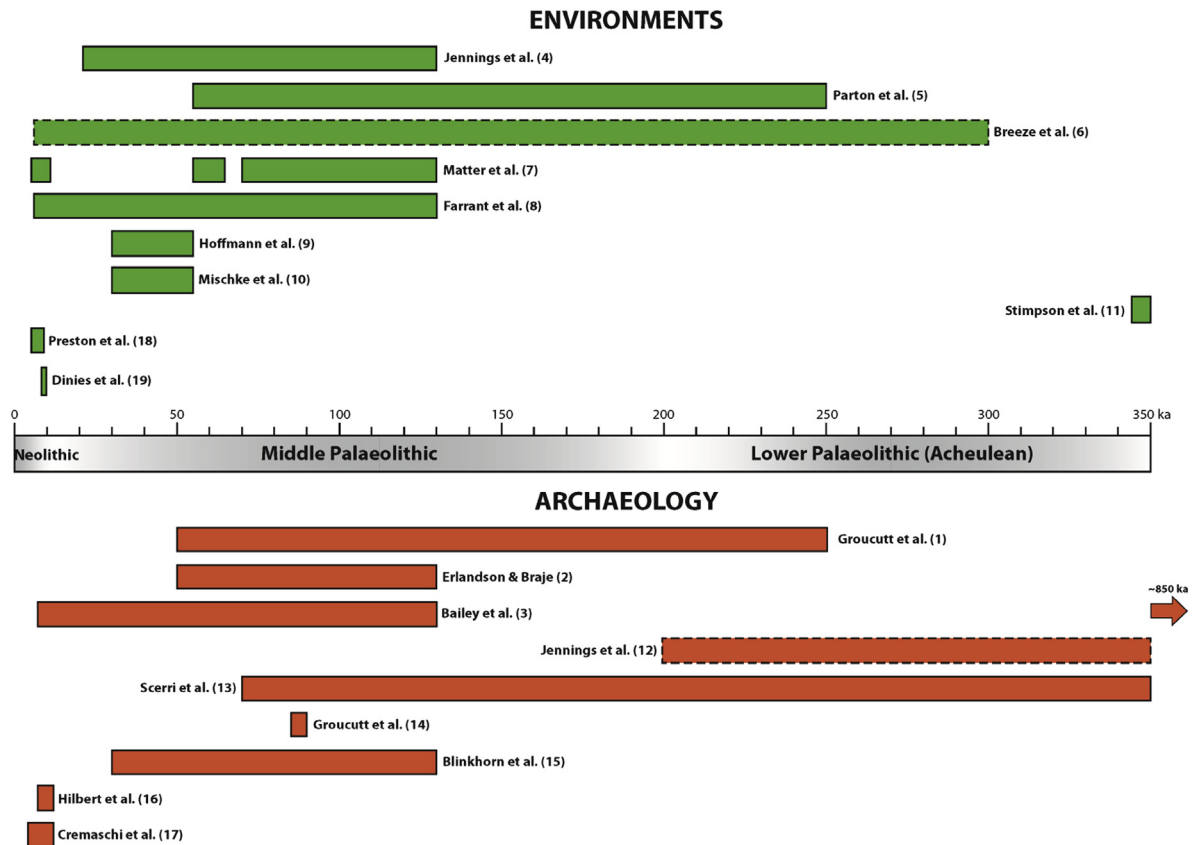 ENVIRONMENTS
Jennings et al. (4)
Parton et al. (5)
Breeze et al. (6)
Matter et al. (7)
Farrant et al. (8)
Hoffmann et al. (9)
Mischke et al. (10)
Stimpson et al. (11)
Preston et al. (18)
Dinies et al. (19)
0 50 100 150 200 250 300 350 ka
Neolithic Middle Palaeolithic Lower Palaeolithic (Acheulean)
ARCHAEOLOGY
Groucutt et al. (1)
Erlandson & Braje (2)
~850 ka
Bailey et al. (3)
Jennings et al. (12)
Scerri et al. (13)
Groucutt et al. (14)
Blinkhorn et al. (15)
Hilbert et al. (16)
Cremaschi et al. (17)